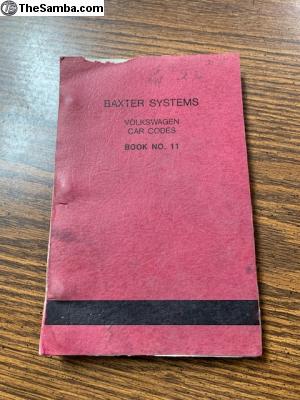 © TheSamba.com
BAXTER SYSTEMS
VOLKSWAGEN
CAR CODES
BOOK NO. 11